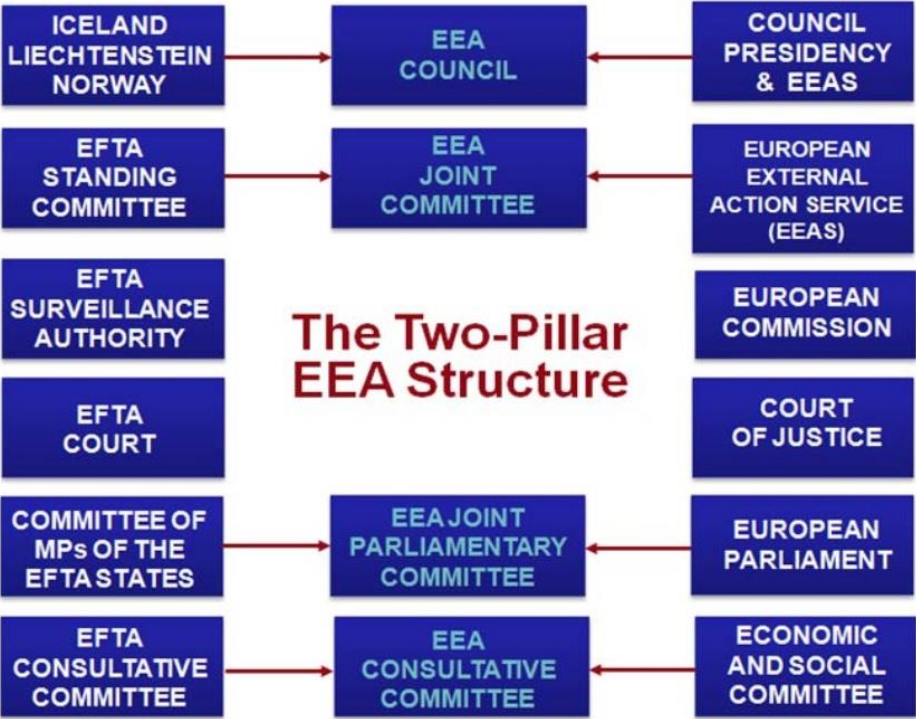 ICELAND
LIECHTENSTEIN
NORWAY
EEA
COUNCIL
COUNCIL
PRESIDENCY
& EEAS
EFTA
STANDING
COMMITTEE
EEA
JOINT
COMMITTEE
EUROPEAN
EXTERNAL
ACTION SERVICE
(EEAS)
EFTA
SURVEILLANCE
AUTHORITY
The Two-Pillar
EEA Structure
EUROPEAN
COMMISSION
EFTA
COURT
COURT
OF JUSTICE
COMMITTEE OF
MPs OF THE
EFTA STATES
EEA JOINT
PARLIAMENTARY
COMMITTEE
EUROPEAN
PARLIAMENT
EFTA
CONSULTATIVE
COMMITTEE
EEA
CONSULTATIVE
COMMITTEE
ECONOMIC
AND SOCIAL
COMMITTEE